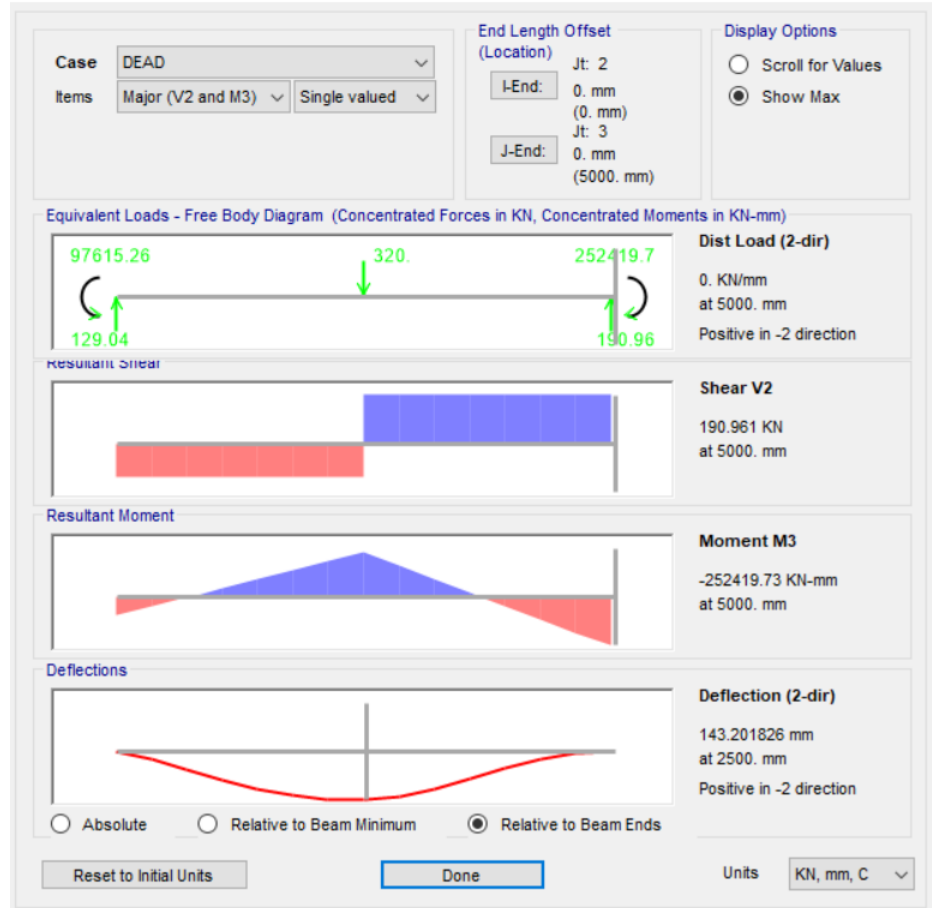 Case DEAD
Items Major (V2 and M3) Single valued
End Length Offset
(Location)
Jt: 2
I-End: 0. mm
(0. mm)
Jt: 3
J-End: 0. mm
(5000. mm)
Display Options
Scroll for Values
Show Max
Equivalent Loads - Free Body Diagram (Concentrated Forces in KN, Concentrated Moments in KN-mm)
97615.26 320. 252419.7
129.04 190.96
Dist Load (2-dir)
0. KN/mm
at 5000. mm
Positive in -2 direction
Resultant Shear
Shear V2
190.961 KN
at 5000. mm
Resultant Moment
Moment M3
-252419.73 KN-mm
at 5000. mm
Deflections
Deflection (2-dir)
143.201826 mm
at 2500. mm
Positive in -2 direction
Absolute Relative to Beam Minimum Relative to Beam Ends
Reset to Initial Units Done Units KN, mm, C